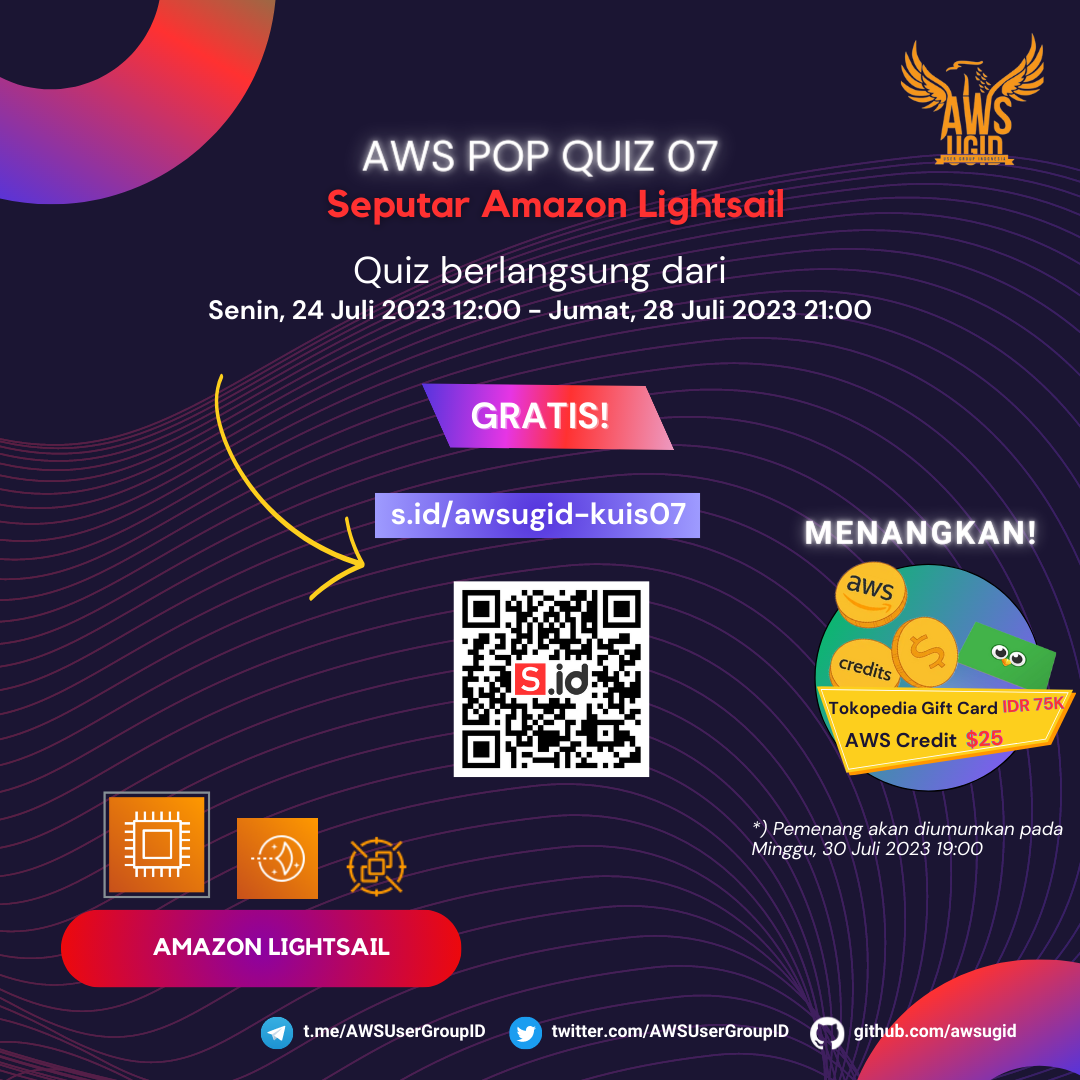 AWS
UGID
USER GROUP INDONESIA
AWS POP QUIZ 07
Seputar Amazon Lightsail
Quiz berlangsung dari
Senin, 24 Juli 2023 12:00 - Jumat, 28 Juli 2023 21:00
GRATIS!
s.id/awsugid-kuis07
S.id
MENANGKAN!
aws
$
credits
Tokopedia Gift Card IDR 75K
AWS Credit $25
*) Pemenang akan diumumkan pada
Minggu, 30 Juli 2023 19:00
AMAZON LIGHTSAIL
t.me/AWSUserGroupID
twitter.com/AWSUserGroupID
github.com/awsugid